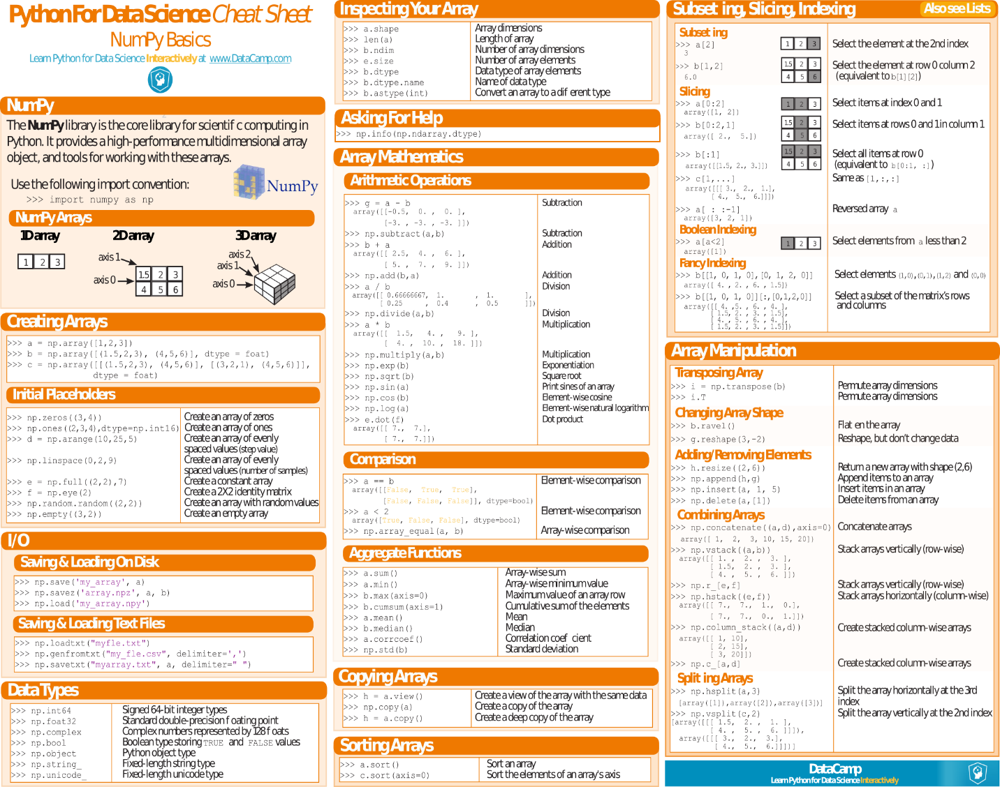 Python For Data Science Cheat Sheet
NumPy Basics
Learn Python for Data Science Interactively at www.DataCamp.com
NumPy
The NumPy library is the core library for scientif c computing in
Python. It provides a high-performance multidimensional array
object, and tools for working with these arrays.
Use the following import convention:
>>> import numpy as np
NumPy
NumPy Arrays
1D array 2D array 3D array
axis 1 axis 2
axis 1
axis 0 axis 0
1 2 3
1.5 2 3
4 5 6
Creating Arrays
>>> a = np.array([1,2,3])
>>> b = np.array([(1.5,2,3), (4,5,6)], dtype = foat)
>>> c = np.array([[(1.5,2,3), (4,5,6)], [(3,2,1), (4,5,6)]],
dtype = foat)
Initial Placeholders
>>> np.zeros((3,4)) Create an array of zeros
>>> np.ones((2,3,4),dtype=np.int16) Create an array of ones
>>> d = np.arange(10,25,5) Create an array of evenly
spaced values (step value)
>>> np.linspace(0,2,9) Create an array of evenly
spaced values (number of samples)
>>> e = np.full((2,2),7) Create a constant array
>>> f = np.eye(2) Create a 2X2 identity matrix
>>> np.random.random((2,2)) Create an array with random values
>>> np.empty((3,2)) Create an empty array
I/O
Saving & Loading On Disk
>>> np.save('my_array', a)
>>> np.savez('array.npz', a, b)
>>> np.load('my_array.npy')
Saving & Loading Text Files
>>> np.loadtxt("myfle.txt")
>>> np.genfromtxt("my_fle.csv", delimiter=',')
>>> np.savetxt("myarray.txt", a, delimiter=" ")
Data Types
>>> np.int64 Signed 64-bit integer types
>>> np.foat32 Standard double-precision f oating point
>>> np.complex Complex numbers represented by 128 f oats
>>> np.bool Boolean type storing TRUE and FALSE values
>>> np.object Python object type
>>> np.string_ Fixed-length string type
>>> np.unicode_ Fixed-length unicode type
Inspecting Your Array
>>> a.shape Array dimensions
>>> len(a) Length of array
>>> b.ndim Number of array dimensions
>>> e.size Number of array elements
>>> b.dtype Data type of array elements
>>> b.dtype.name Name of data type
>>> b.astype(int) Convert an array to a dif erent type
Asking For Help
>>> np.info(np.ndarray.dtype)
Array Mathematics
Arithmetic Operations
>>> g = a - b Subtraction
array([[-0.5, 0. , 0. ],
[-3. , -3. , -3. ]])
>>> np.subtract(a,b) Subtraction
>>> b + a Addition
array([[ 2.5, 4. , 6. ],
[ 5. , 7. , 9. ]])
>>> np.add(b,a) Addition
>>> a / b Division
array([[ 0.66666667, 1. , 1. ],
[ 0.25 , 0.4 , 0.5 ]])
>>> np.divide(a,b) Division
>>> a * b Multiplication
array([[ 1.5, 4. , 9. ],
[ 4. , 10. , 18. ]])
>>> np.multiply(a,b) Multiplication
>>> np.exp(b) Exponentiation
>>> np.sqrt(b) Square root
>>> np.sin(a) Print sines of an array
>>> np.cos(b) Element-wise cosine
>>> np.log(a) Element-wise natural logarithm
>>> e.dot(f) Dot product
array([[ 7., 7.],
[ 7., 7.]])
Comparison
>>> a == b Element-wise comparison
array([[False, True, True],
[False, False, False]], dtype=bool)
>>> a < 2 Element-wise comparison
array([True, False, False], dtype=bool)
>>> np.array_equal(a, b) Array-wise comparison
Aggregate Functions
>>> a.sum() Array-wise sum
>>> a.min() Array-wise minimum value
>>> b.max(axis=0) Maximum value of an array row
>>> b.cumsum(axis=1) Cumulative sum of the elements
>>> a.mean() Mean
>>> b.median() Median
>>> a.corrcoef() Correlation coef cient
>>> np.std(b) Standard deviation
Copying Arrays
>>> h = a.view() Create a view of the array with the same data
>>> np.copy(a) Create a copy of the array
>>> h = a.copy() Create a deep copy of the array
Sorting Arrays
>>> a.sort() Sort an array
>>> c.sort(axis=0) Sort the elements of an array's axis
Subset ing, Slicing, Indexing Also see Lists
Subset ing
>>> a[2] 1 2 3 Select the element at the 2nd index
3
>>> b[1,2] 1.5 2 3 Select the element at row 0 column 2
6.0 4 5 6 (equivalent to b[1][2])
Slicing
>>> a[0:2] 1 2 3 Select items at index 0 and 1
array([1, 2])
>>> b[0:2,1] 1.5 2 3 Select items at rows 0 and 1 in column 1
array([ 2., 5.]) 4 5 6
>>> b[:1] 1.5 2 3 Select all items at row 0
array([[1.5, 2., 3.]]) 4 5 6 (equivalent to b[0:1, :])
>>> c[1,...] Same as [1,:,:]
array([[[ 3., 2., 1.],
[ 4., 5., 6.]]])
>>> a[ : :-1] Reversed array a
array([3, 2, 1])
Boolean Indexing
>>> a[a<2] 1 2 3 Select elements from a less than 2
array([1])
Fancy Indexing
>>> b[[1, 0, 1, 0],[0, 1, 2, 0]] Select elements (1,0),(0,1),(1,2) and (0,0)
array([ 4. , 2. , 6. , 1.5])
>>> b[[1, 0, 1, 0]][:,[0,1,2,0]] Select a subset of the matrix's rows
array([[ 4. ,5. , 6. , 4. ], and columns
[ 1.5, 2. , 3. , 1.5],
[ 4. , 5. , 6. , 4. ],
[ 1.5, 2. , 3. , 1.5]])
Array Manipulation
Transposing Array
>>> i = np.transpose(b) Permute array dimensions
>>> i.T Permute array dimensions
Changing Array Shape
>>> b.ravel() Flat en the array
>>> g.reshape(3,-2) Reshape, but don't change data
Adding/Removing Elements
>>> h.resize((2,6)) Return a new array with shape (2,6)
>>> np.append(h,g) Append items to an array
>>> np.insert(a, 1, 5) Insert items in an array
>>> np.delete(a,[1]) Delete items from an array
Combining Arrays
>>> np.concatenate((a,d),axis=0) Concatenate arrays
array([ 1, 2, 3, 10, 15, 20])
>>> np.vstack((a,b)) Stack arrays vertically (row-wise)
array([[ 1. , 2. , 3. ],
[ 1.5, 2. , 3. ],
[ 4. , 5. , 6. ]])
>>> np.r_[e,f] Stack arrays vertically (row-wise)
>>> np.hstack((e,f)) Stack arrays horizontally (column-wise)
array([[ 7., 7., 1., 0.],
[ 7., 7., 0., 1.]])
>>> np.column_stack((a,d)) Create stacked column-wise arrays
array([[ 1, 10],
[ 2, 15],
[ 3, 20]])
>>> np.c_[a,d] Create stacked column-wise arrays
Split ing Arrays
>>> np.hsplit(a,3) Split the array horizontally at the 3rd
[array([1]),array([2]),array([3])] index
>>> np.vsplit(c,2) Split the array vertically at the 2nd index
[array([[[ 1.5, 2. , 1. ],
[ 4. , 5. , 6. ]]]),
array([[[ 3., 2., 3.],
[ 4., 5., 6.]]])]
DataCamp
Learn Python for Data Science Interactively